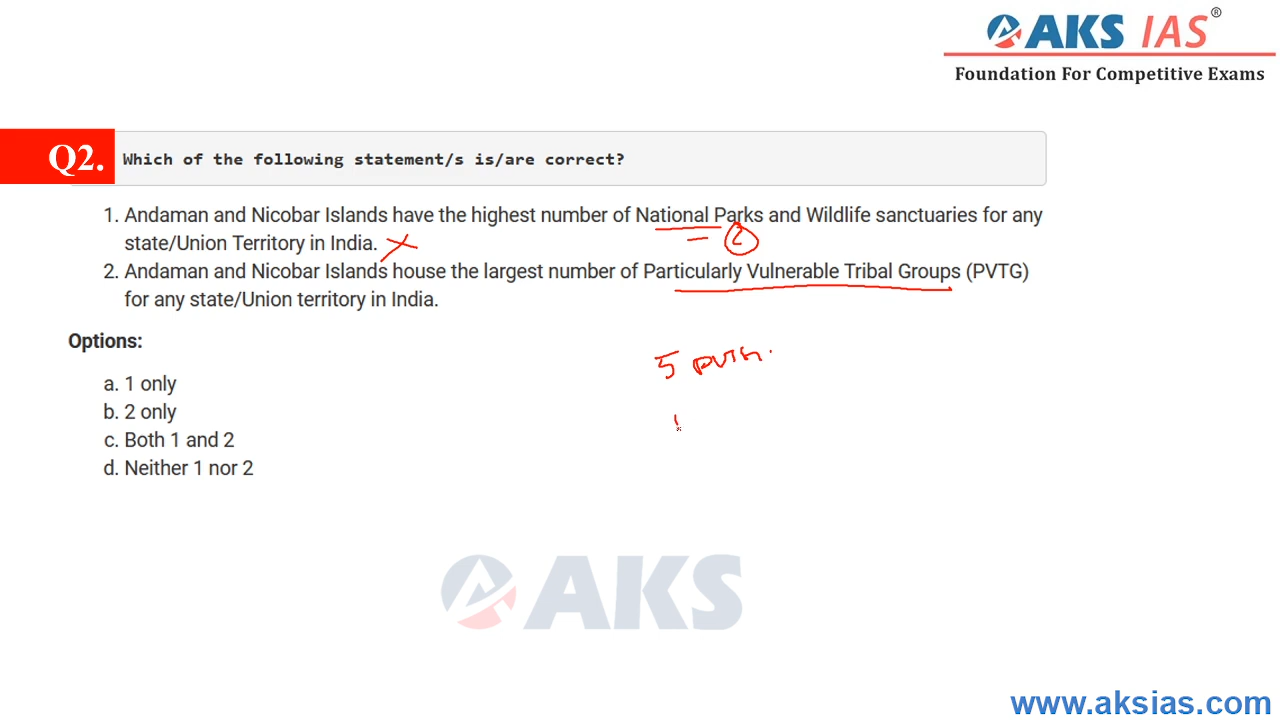 AKS IAS®
Foundation For Competitive Exams
Q2. Which of the following statement/s is/are correct?
1. Andaman and Nicobar Islands have the highest number of National Parks and Wildlife sanctuaries for any
state/Union Territory in India.
= 2
2. Andaman and Nicobar Islands house the largest number of Particularly Vulnerable Tribal Groups (PVTG)
for any state/Union territory in India.
Options:
5 PVTG.
a. 1 only
b. 2 only
c. Both 1 and 2
d. Neither 1 nor 2
AKS
www.aksias.com